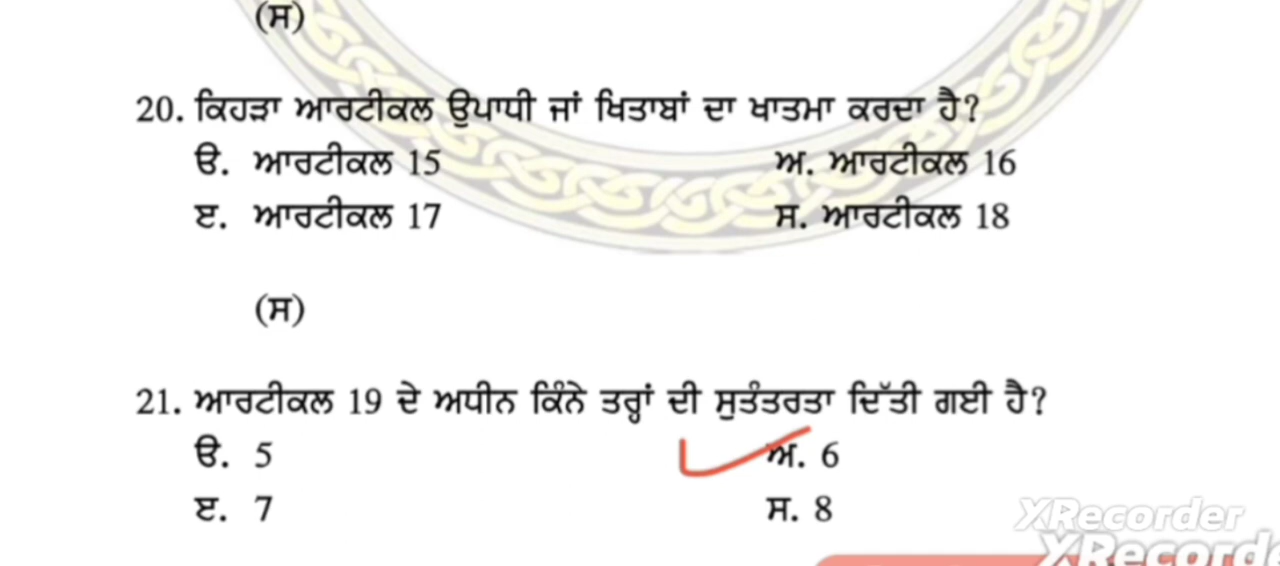 (ਸ)
20. ਕਿਹੜਾ ਆਰਟੀਕਲ ਉਪਾਧੀ ਜਾਂ ਖਿਤਾਬਾਂ ਦਾ ਖਾਤਮਾ ਕਰਦਾ ਹੈ?
ੳ. ਆਰਟੀਕਲ 15 ਅ. ਆਰਟੀਕਲ 16
ੲ. ਆਰਟੀਕਲ 17 ਸ. ਆਰਟੀਕਲ 18
(ਸ)
21. ਆਰਟੀਕਲ 19 ਦੇ ਅਧੀਨ ਕਿੰਨੇ ਤਰ੍ਹਾਂ ਦੀ ਸੁਤੰਤਰਤਾ ਦਿੱਤੀ ਗਈ ਹੈ?
ੳ. 5 ਅ. 6
ੲ. 7 ਸ. 8
XRecorder
XRecorde